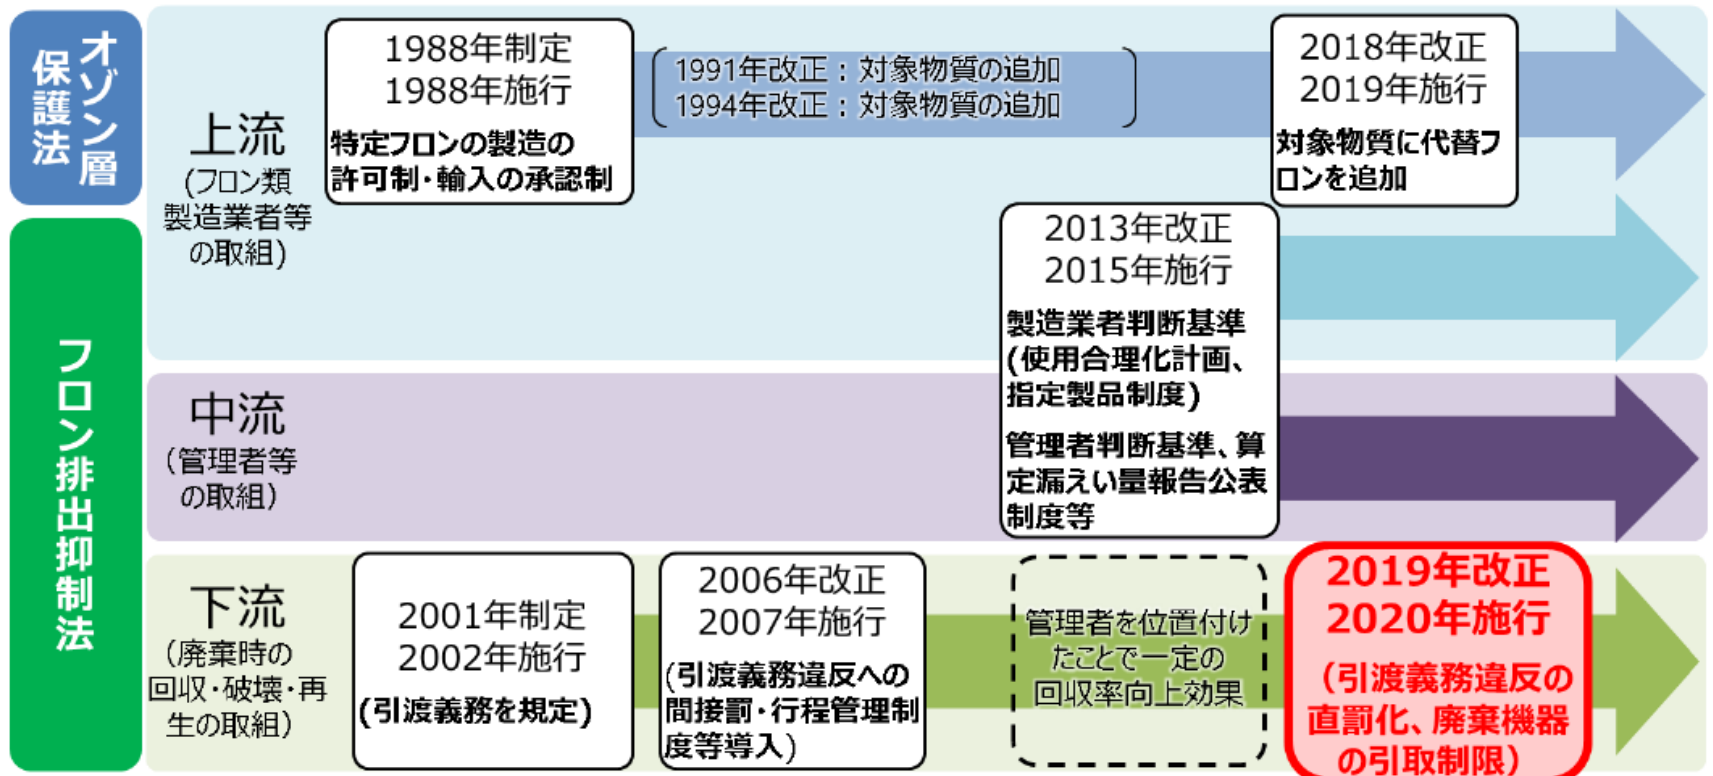 オゾン層
保護法
上流
(フロン類
製造業者等
の取組)
1988年制定
1988年施行
特定フロンの製造の
許可制・輸入の承認制
1991年改正：対象物質の追加
1994年改正：対象物質の追加
2018年改正
2019年施行
対象物質に代替フ
ロンを追加
フロン排出抑制法
2013年改正
2015年施行
製造業者判断基準
(使用合理化計画、
指定製品制度)
管理者判断基準、算
定漏えい量報告公表
制度等
中流
（管理者等
の取組）
下流
（廃棄時の
回収・破壊・再
生の取組）
2001年制定
2002年施行
(引渡義務を規定)
2006年改正
2007年施行
(引渡義務違反への
間接罰・行程管理制
度等導入)
管理者を位置付け
たことで一定の
回収率向上効果
2019年改正
2020年施行
（引渡義務違反の
直罰化、廃棄機器
の引取制限）